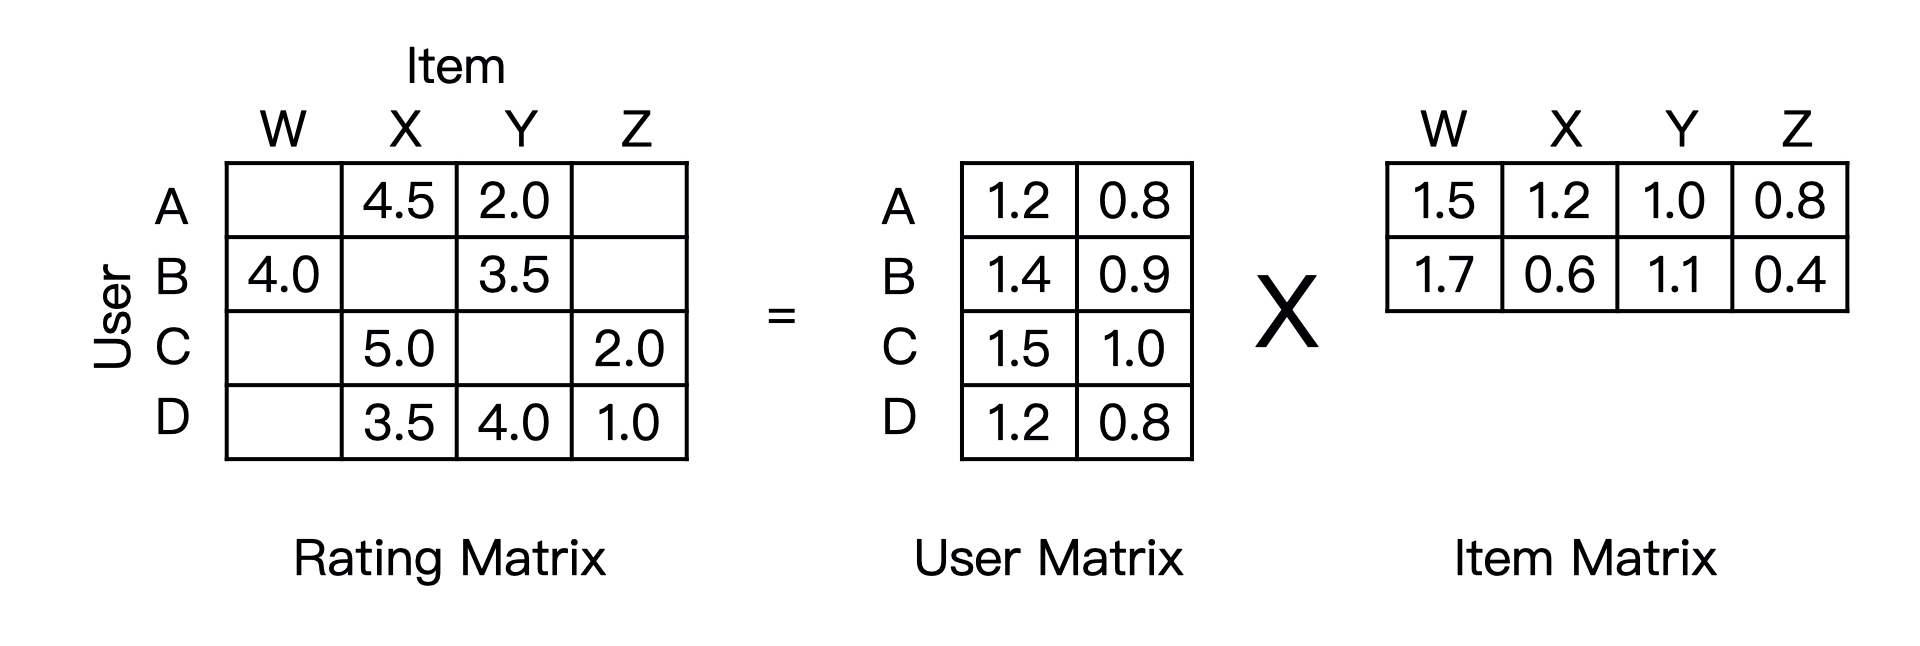 Item
W X Y Z W X Y Z
A 4.5 2.0 A 1.2 0.8 1.5 1.2 1.0 0.8
B 4.0 3.5 B 1.4 0.9 1.7 0.6 1.1 0.4
User
= X
C 5.0 2.0 C 1.5 1.0
D 3.5 4.0 1.0 D 1.2 0.8
Rating Matrix User Matrix Item Matrix